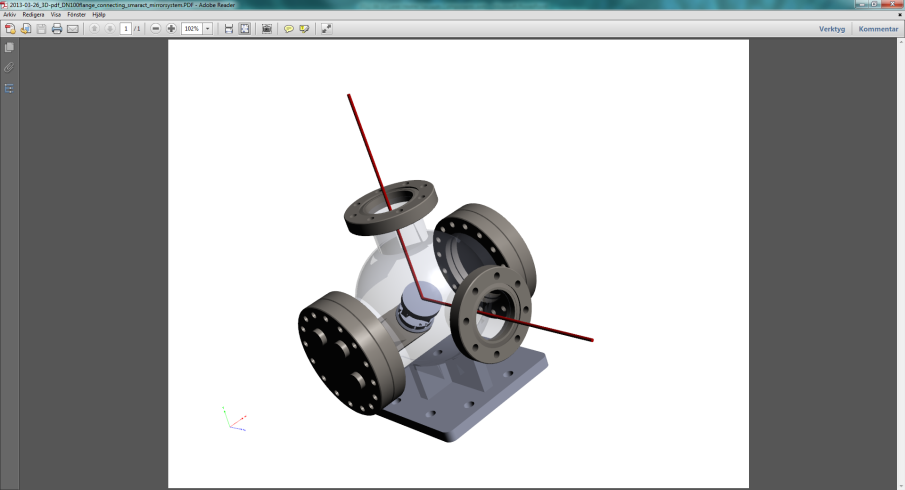 2013-03-26_3D-pdf_DN100flange_connecting_smaract_mirrorsystem.PDF - Adobe Reader
Arkiv Redigera Visa Fönster Hjälp
1 / 1 102% Verktyg Kommentar